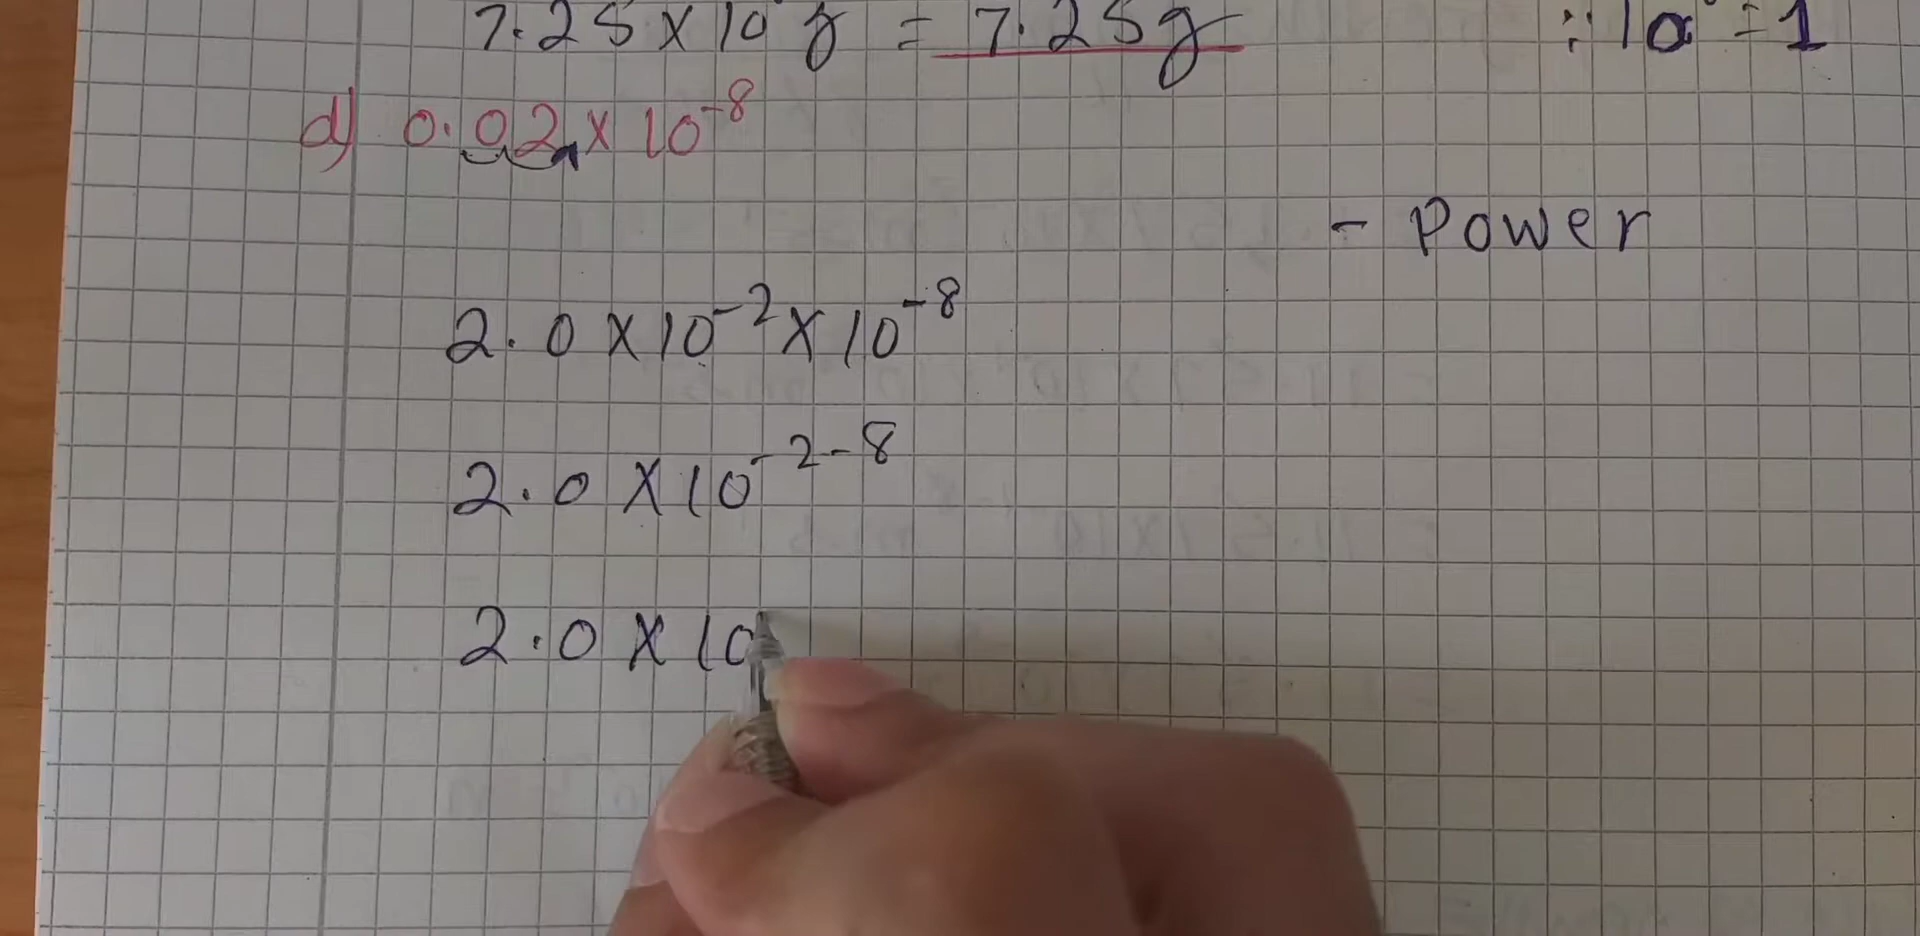 7.25 × 10° g = 7.25g ∵ 10° = 1
d) 0.02 × 10⁻⁸
- Power
2.0 × 10⁻² × 10⁻⁸
2.0 × 10⁻²⁻⁸
2.0 × 10